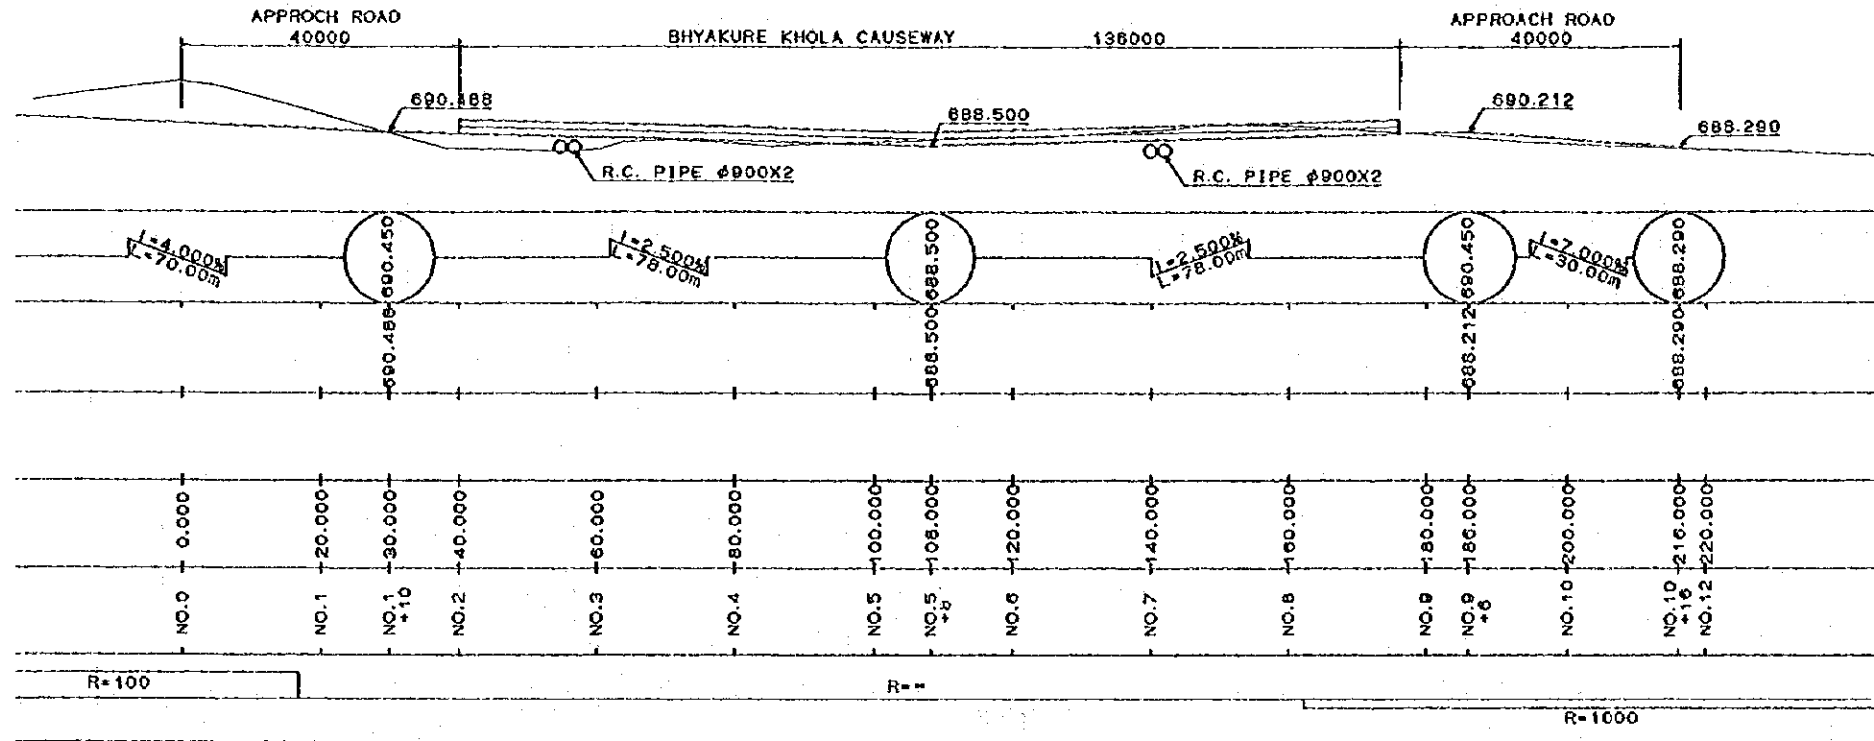 APPROCH ROAD
40000
BHYAKURE KHOLA CAUSEWAY
136000
APPROACH ROAD
40000
690.488
688.500
690.212
688.290
R.C. PIPE ϕ900X2
R.C. PIPE ϕ900X2
I=4.000%
L=70.00m
690.450
I=2.500%
L=78.00m
688.500
I=2.500%
L=78.00m
690.450
I=7.000%
L=30.00m
688.290
690.488
688.500
688.212
688.290
0.000
20.000
30.000
40.000
60.000
80.000
100.000
108.000
120.000
140.000
160.000
180.000
186.000
200.000
216.000
220.000
NO.0
NO.1
NO.1
+10
NO.2
NO.3
NO.4
NO.5
NO.5
+8
NO.6
NO.7
NO.8
NO.9
NO.9
+6
NO.10
NO.10
+16
NO.12
R=100
R=∞
R=1000